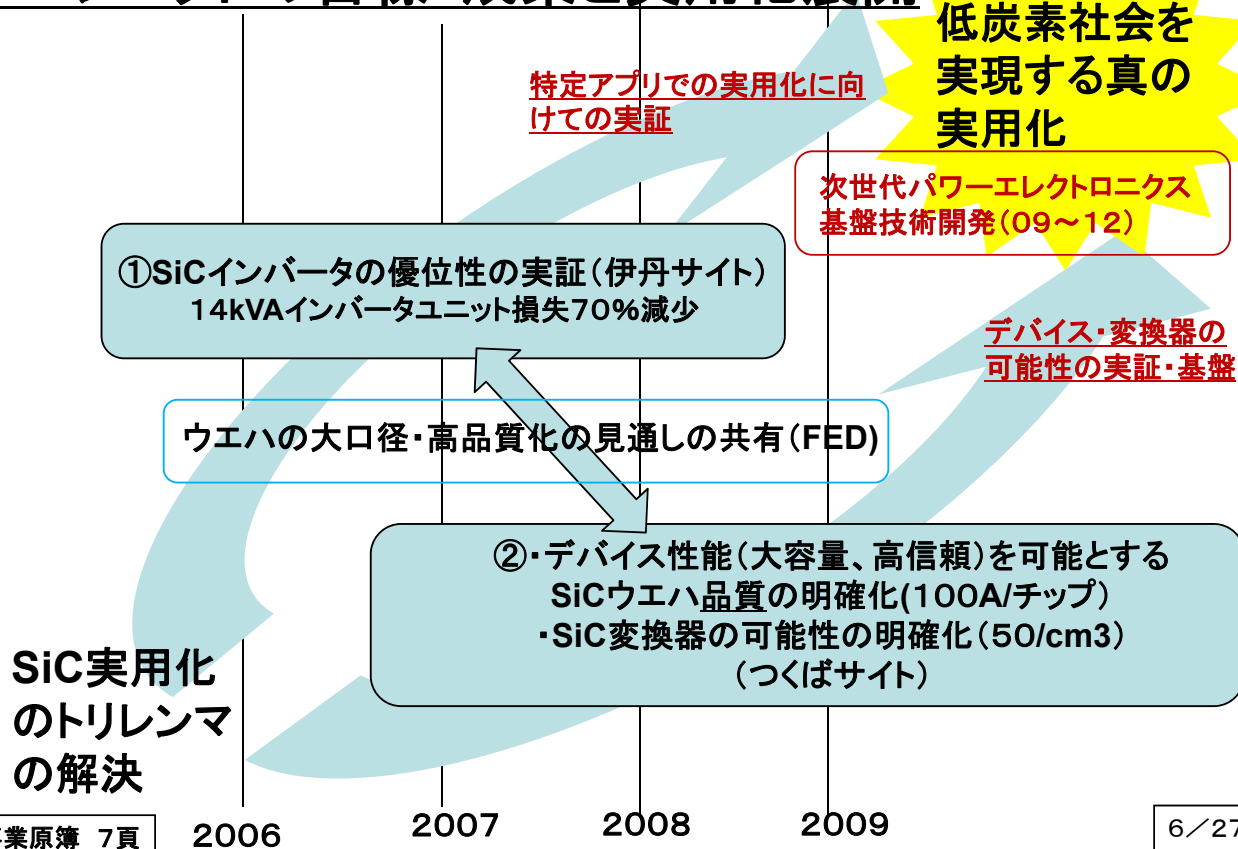 低炭素社会を
実現する真の
実用化
特定アプリでの実用化に向
けての実証
次世代パワーエレクトロニクス
基盤技術開発(09~12)
①SiCインバータの優位性の実証(伊丹サイト)
14kVAインバータユニット損失70%減少
デバイス・変換器の
可能性の実証・基盤
ウエハの大口径・高品質化の見通しの共有(FED)
②・デバイス性能(大容量、高信頼)を可能とする
SiCウエハ品質の明確化(100A/チップ)
・SiC変換器の可能性の明確化(50/cm3)
(つくばサイト)
SiC実用化
のトリレンマ
の解決
業原簿 7頁
2006
2007
2008
2009
6/27